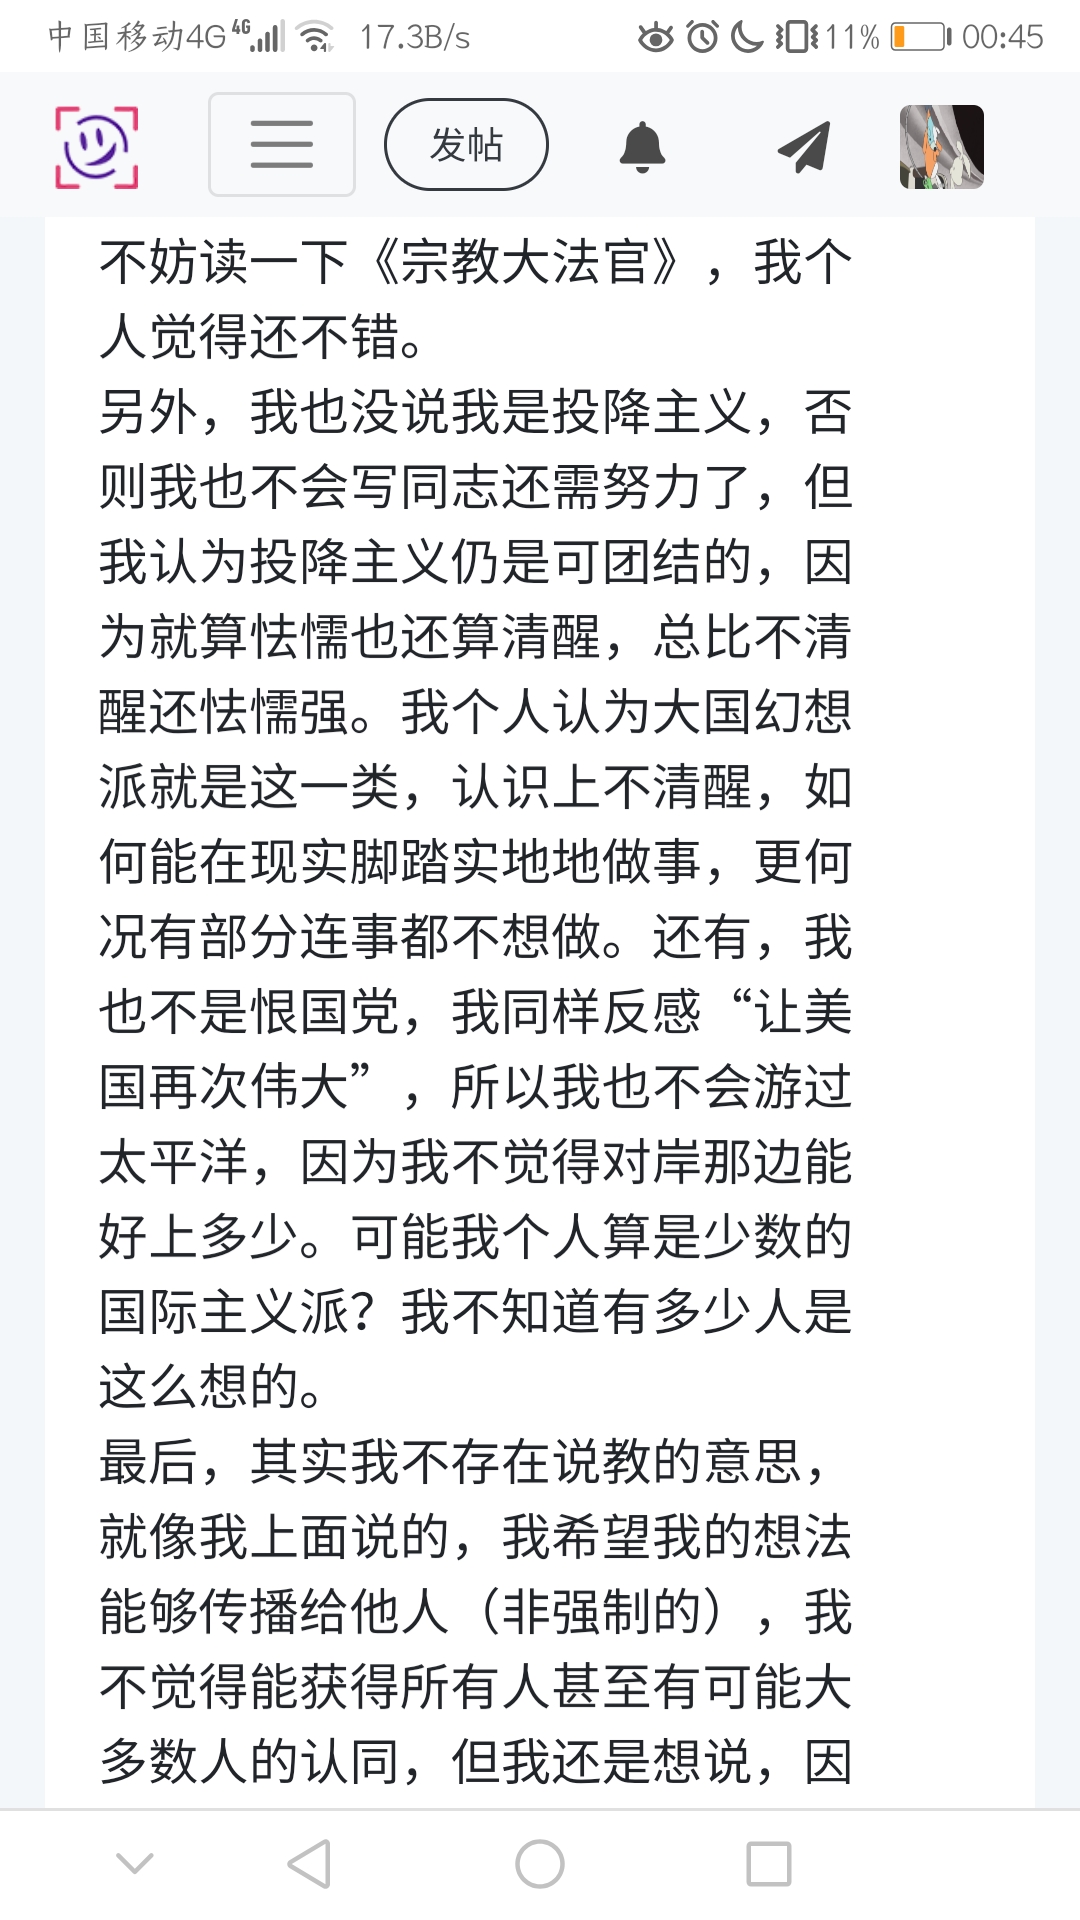 中国移动4G 4G 17.3B/s 11% 00:45
发帖
不妨读一下《宗教大法官》，我个
人觉得还不错。
另外，我也没说我是投降主义，否
则我也不会写同志还需努力了，但
我认为投降主义仍是可团结的，因
为就算怯懦也还算清醒，总比不清
醒还怯懦强。我个人认为大国幻想
派就是这一类，认识上不清醒，如
何能在现实脚踏实地地做事，更何
况有部分连事都不想做。还有，我
也不是恨国党，我同样反感“让美
国再次伟大”，所以我也不会游过
太平洋，因为我不觉得对岸那边能
好上多少。可能我个人算是少数的
国际主义派？我不知道有多少人是
这么想的。
最后，其实我不存在说教的意思，
就像我上面说的，我希望我的想法
能够传播给他人（非强制的），我
不觉得能获得所有人甚至有可能大
多数人的认同，但我还是想说，因